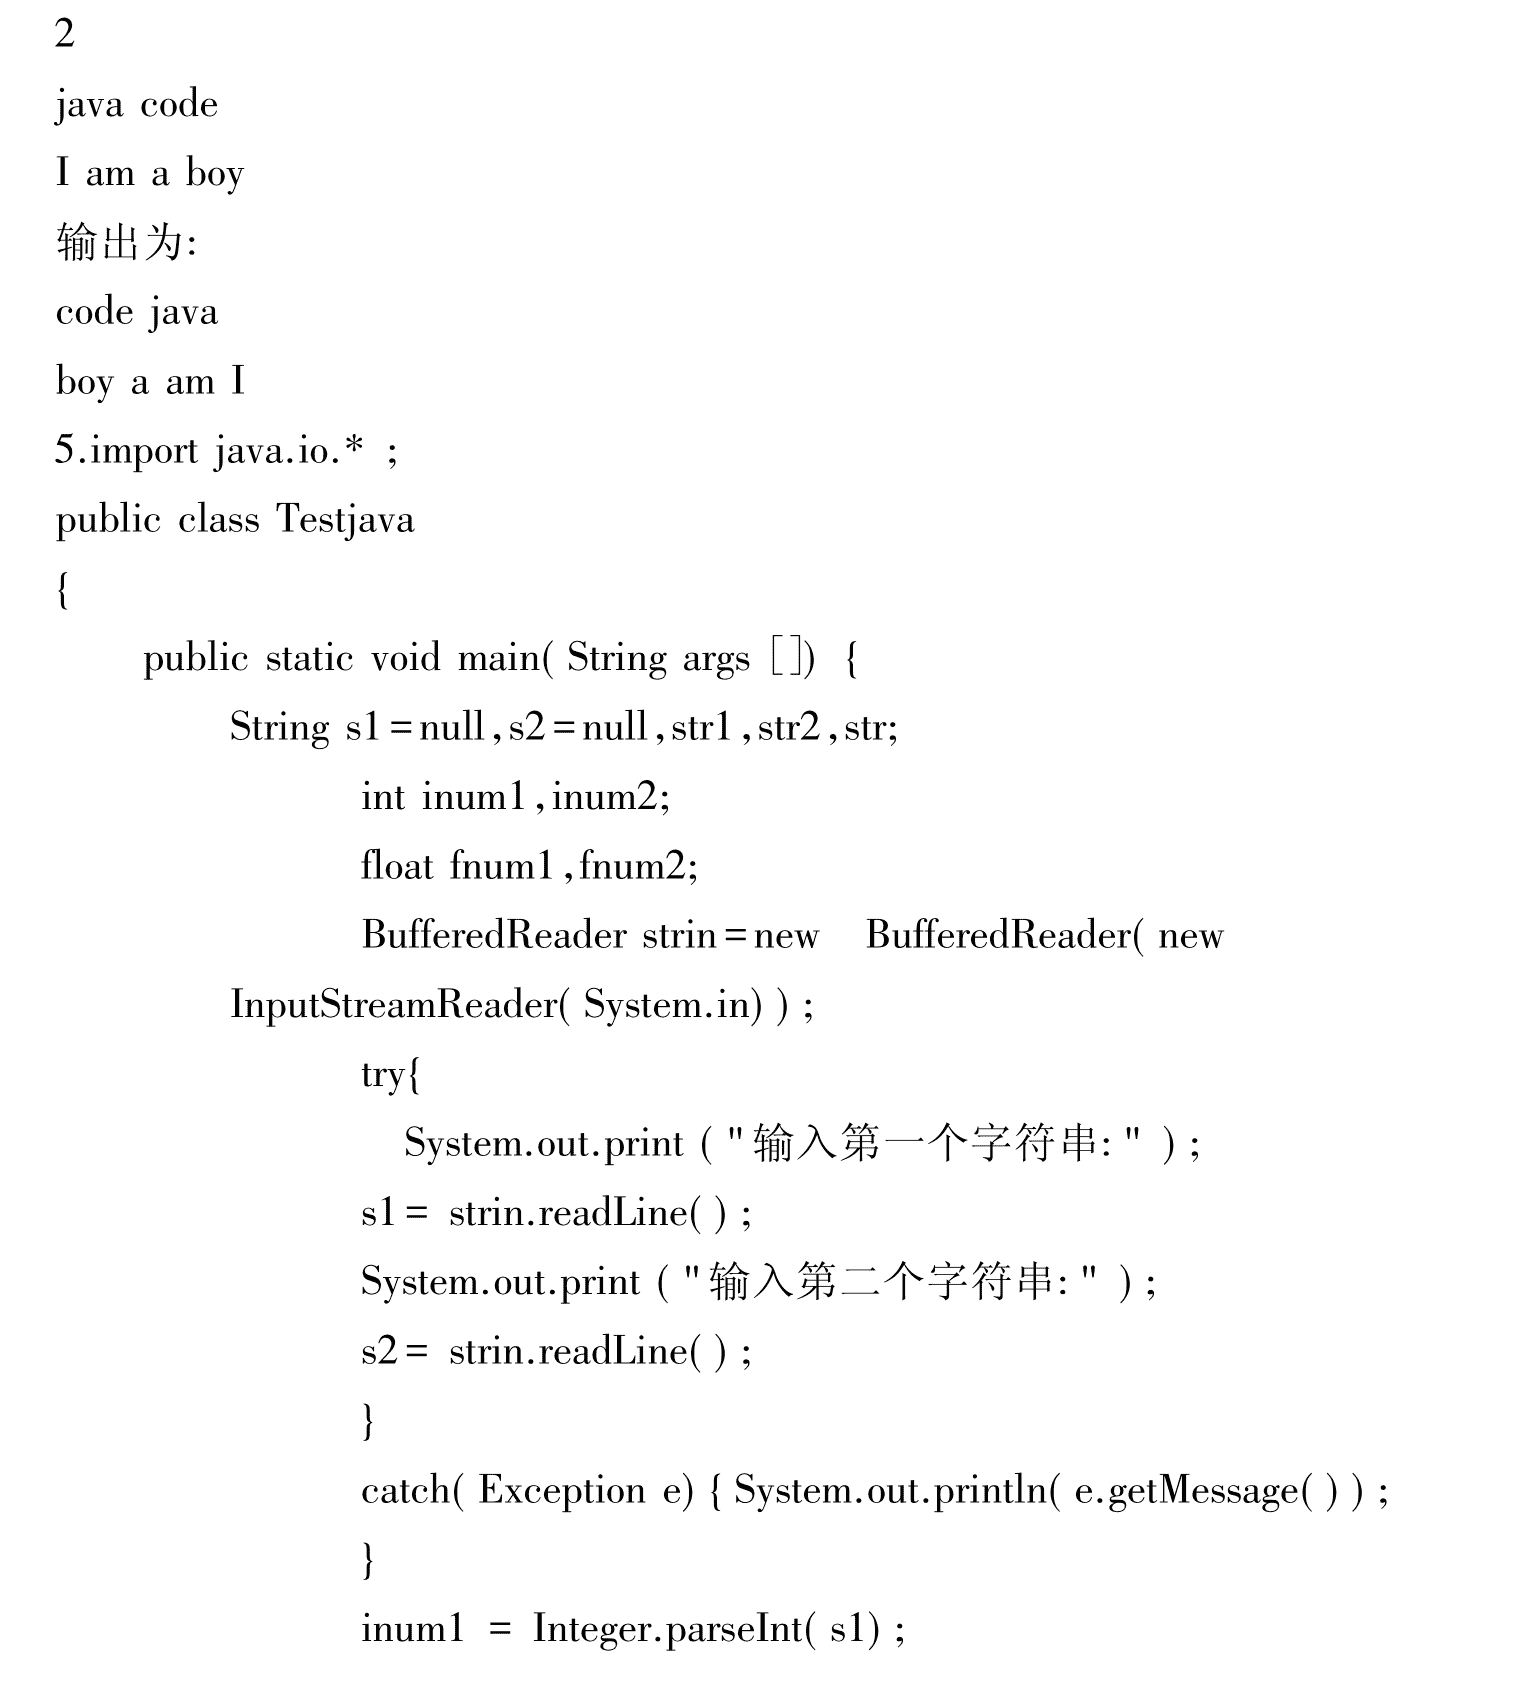 2
java code
I am a boy
输出为:
code java
boy a am I
5.import java.io.* ;
public class Testjava
{
public static void main( String args []) {
String s1=null,s2=null,str1,str2,str;
int inum1,inum2;
float fnum1,fnum2;
BufferedReader strin=new BufferedReader( new
InputStreamReader( System.in) ) ;
try{
System.out.print ( "输入第一个字符串: " ) ;
s1= strin.readLine( ) ;
System.out.print ( "输入第二个字符串: " ) ;
s2= strin.readLine( ) ;
}
catch( Exception e) { System.out.println( e.getMessage( ) ) ;
}
inum1 = Integer.parseInt( s1) ;